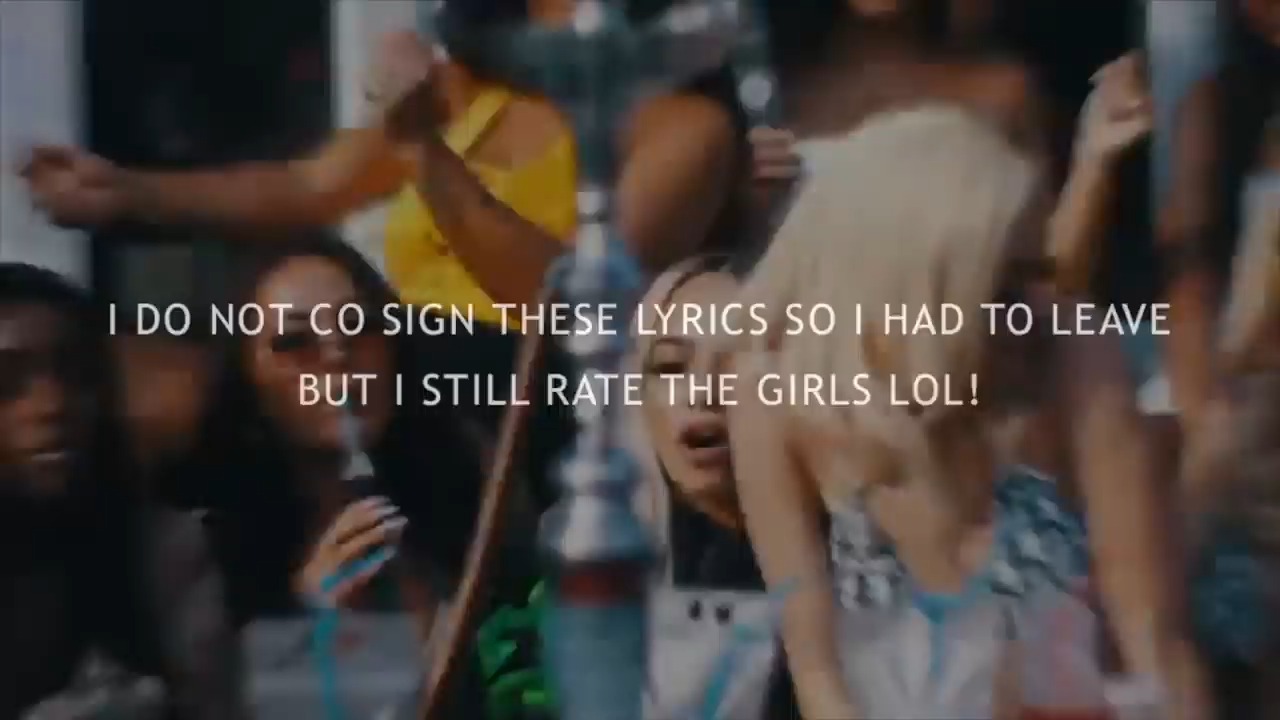 I DO NOT CO SIGN THESE LYRICS SO I HAD TO LEAVE
BUT I STILL RATE THE GIRLS LOL!